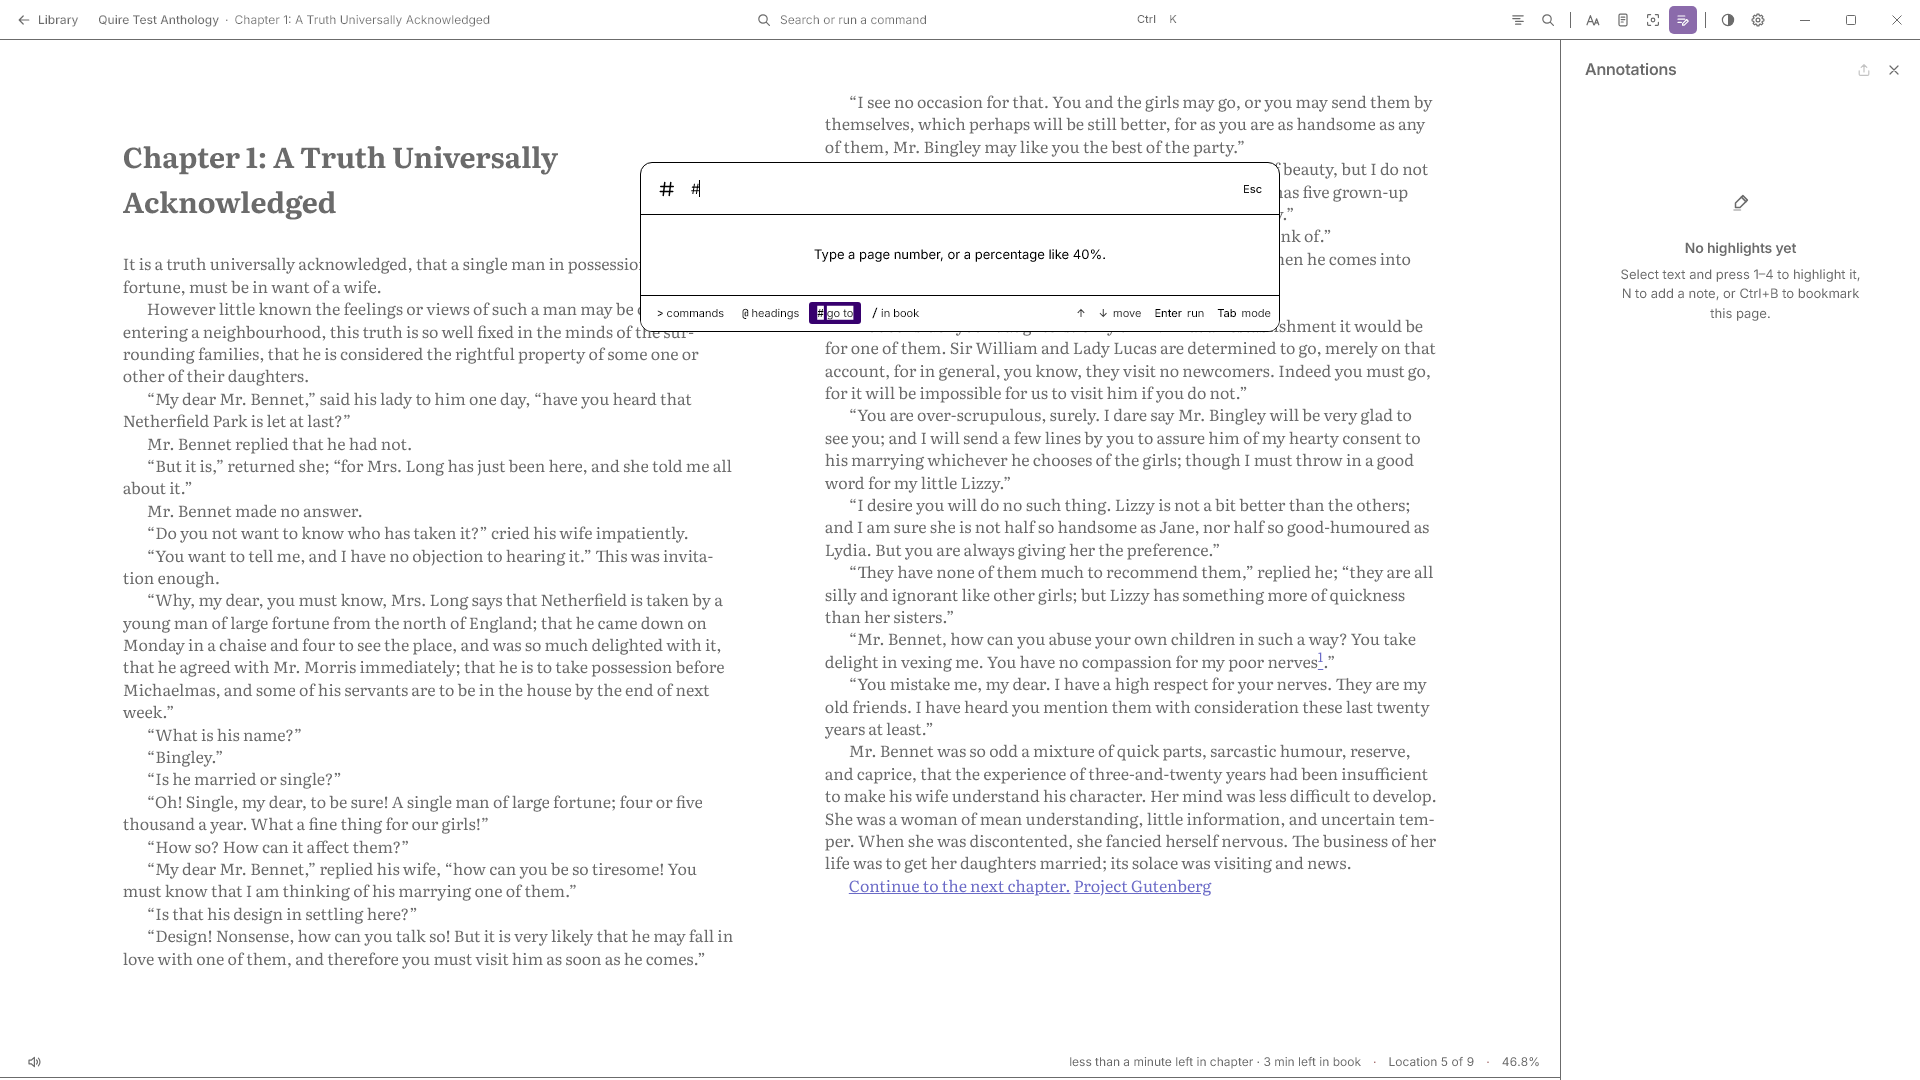 Library
Quire Test Anthology · Chapter 1: A Truth Universally Acknowledged
Search or run a command
Ctrl K
Chapter 1: A Truth Universally
Acknowledged
It is a truth universally acknowledged, that a single man in
fortune, must be in want of a wife.
However little known the feelings or views of such a man may be
entering a neighbourhood, this truth is so well fixed in the minds of the sur-
rounding families, that he is considered the rightful property of some one or
other of their daughters.
“My dear Mr. Bennet,” said his lady to him one day, “have you heard that
Netherfield Park is let at last?”
Mr. Bennet replied that he had not.
“But it is,” returned she; “for Mrs. Long has just been here, and she told me all
about it.”
Mr. Bennet made no answer.
“Do you not want to know who has taken it?” cried his wife impatiently.
“You want to tell me, and I have no objection to hearing it.” This was invita-
tion enough.
“Why, my dear, you must know, Mrs. Long says that Netherfield is taken by a
young man of large fortune from the north of England; that he came down on
Monday in a chaise and four to see the place, and was so much delighted with it,
that he agreed with Mr. Morris immediately; that he is to take possession before
Michaelmas, and some of his servants are to be in the house by the end of next
week.”
“What is his name?”
“Bingley.”
“Is he married or single?”
“Oh! Single, my dear, to be sure! A single man of large fortune; four or five
thousand a year. What a fine thing for our girls!”
“How so? How can it affect them?”
“My dear Mr. Bennet,” replied his wife, “how can you be so tiresome! You
must know that I am thinking of his marrying one of them.”
“Is that his design in settling here?”
“Design! Nonsense, how can you talk so! But it is very likely that he may fall in
love with one of them, and therefore you must visit him as soon as he comes.”
“I see no occasion for that. You and the girls may go, or you may send them by
themselves, which perhaps will be still better, for as you are as handsome as any
of them, Mr. Bingley may like you the best of the party.”
beauty, but I do not
has five grown-up
of.”
he comes into
it would be
for one of them. Sir William and Lady Lucas are determined to go, merely on that
account, for in general, you know, they visit no newcomers. Indeed you must go,
for it will be impossible for us to visit him if you do not.”
“You are over-scrupulous, surely. I dare say Mr. Bingley will be very glad to
see you; and I will send a few lines by you to assure him of my hearty consent to
his marrying whichever he chooses of the girls; though I must throw in a good
word for my little Lizzy.”
“I desire you will do no such thing. Lizzy is not a bit better than the others;
and I am sure she is not half so handsome as Jane, nor half so good-humoured as
Lydia. But you are always giving her the preference.”
“They have none of them much to recommend them,” replied he; “they are all
silly and ignorant like other girls; but Lizzy has something more of quickness
than her sisters.”
“Mr. Bennet, how can you abuse your own children in such a way? You take
delight in vexing me. You have no compassion for my poor nerves1.”
“You mistake me, my dear. I have a high respect for your nerves. They are my
old friends. I have heard you mention them with consideration these last twenty
years at least.”
Mr. Bennet was so odd a mixture of quick parts, sarcastic humour, reserve,
and caprice, that the experience of three-and-twenty years had been insufficient
to make his wife understand his character. Her mind was less difficult to develop.
She was a woman of mean understanding, little information, and uncertain tem-
per. When she was discontented, she fancied herself nervous. The business of her
life was to get her daughters married; its solace was visiting and news.
Continue to the next chapter. Project Gutenberg
# #
Esc
Type a page number, or a percentage like 40%.
> commands @ headings # go to / in book
↑ ↓ move Enter run Tab mode
Annotations
No highlights yet
Select text and press 1–4 to highlight it,
N to add a note, or Ctrl+B to bookmark
this page.
less than a minute left in chapter · 3 min left in book · Location 5 of 9 · 46.8%